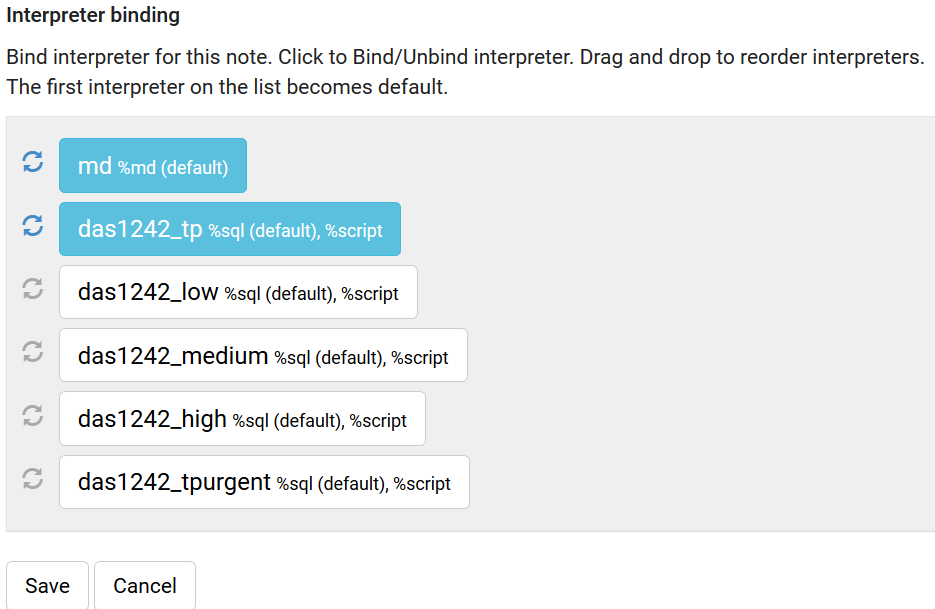 Interpreter binding
Bind interpreter for this note. Click to Bind/Unbind interpreter. Drag and drop to reorder interpreters.
The first interpreter on the list becomes default.
md %md (default)
das1242_tp %sql (default), %script
das1242_low %sql (default), %script
das1242_medium %sql (default), %script
das1242_high %sql (default), %script
das1242_tpurgent %sql (default), %script
Save Cancel